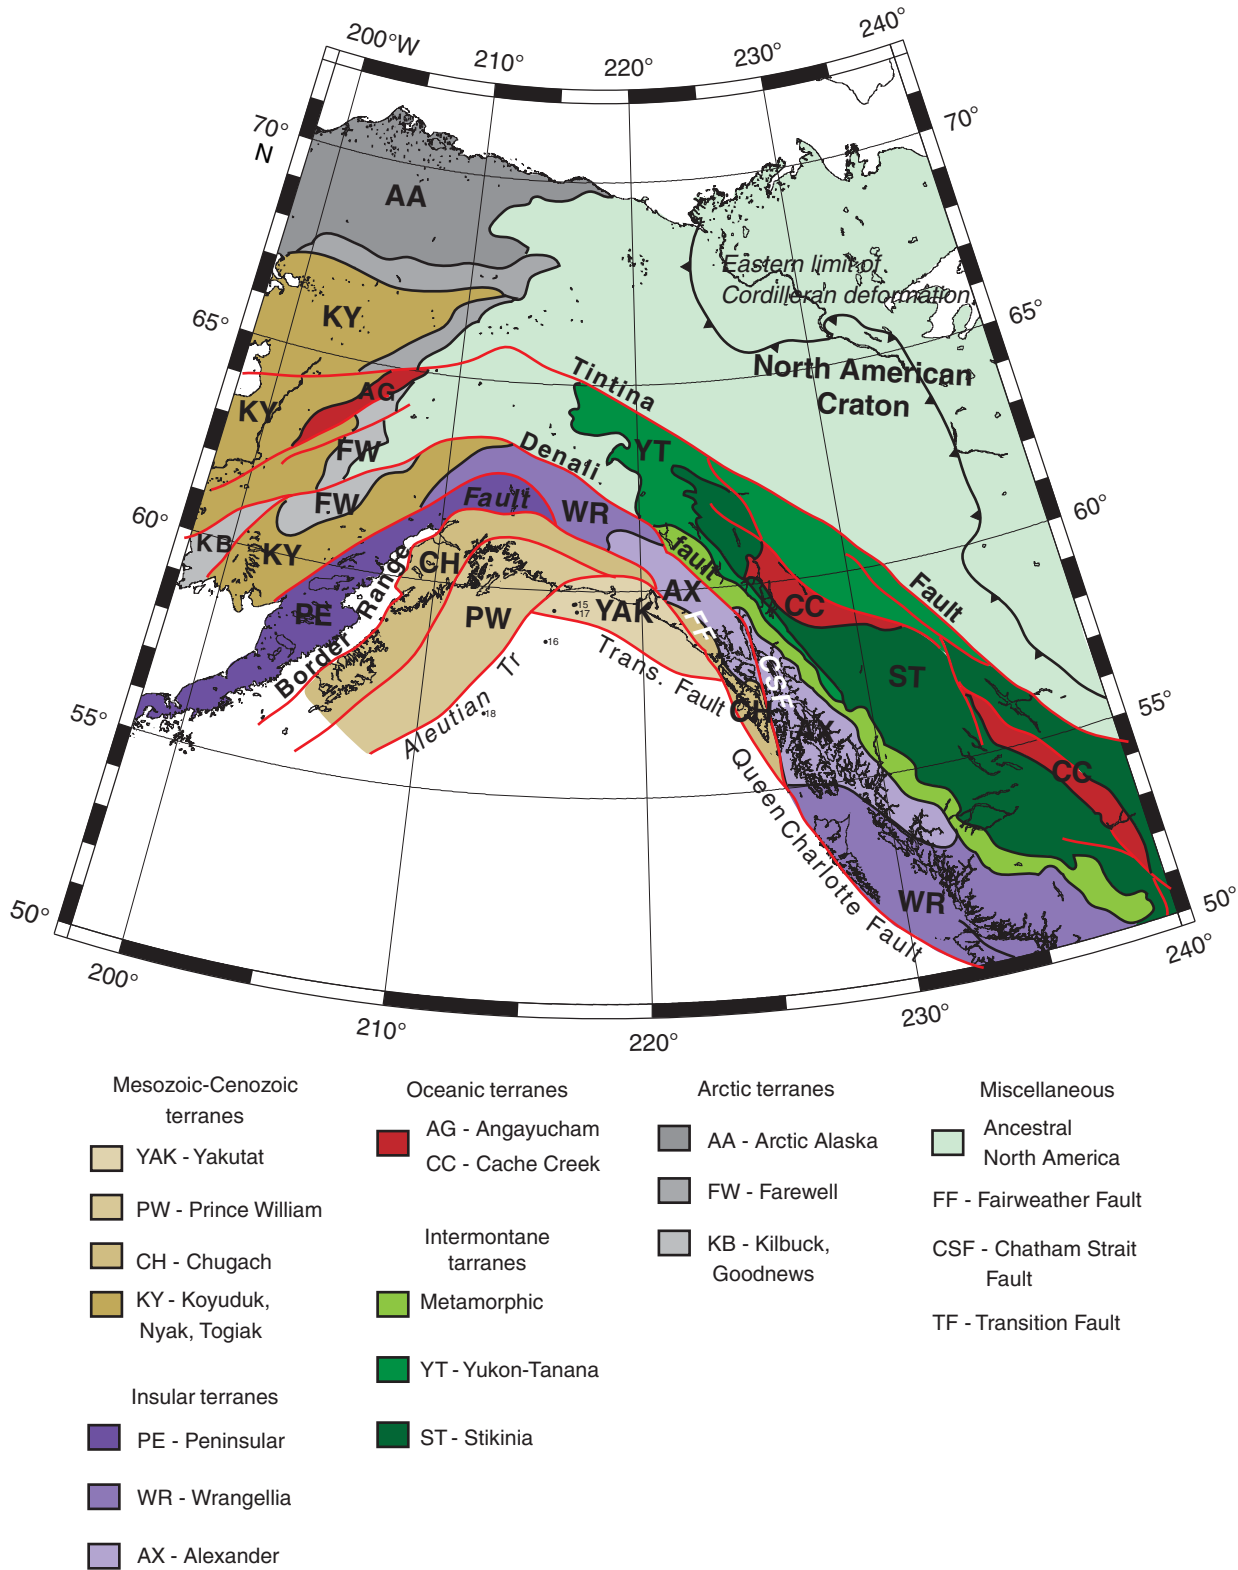 200°W
210°
220°
230°
240°
70°
N
70°
AA
Eastern limit of
Cordilleran deformation
65°
65°
KY
North American
Craton
Tintina
AG
KY
FW
Denali
YT
FW
Fault
WR
60°
60°
KB
KY
CH
fault
AX
CC
Fault
PE
Border Range
PW
YAK
15
17
16
FF
Trans. Fault
CSF
ST
55°
55°
Aleutian Tr
18
CH
AX
CC
Queen Charlotte Fault
WR
50°
50°
200°
210°
220°
230°
240°
Mesozoic-Cenozoic
terranes
YAK - Yakutat
PW - Prince William
CH - Chugach
KY - Koyuduk,
Nyak, Togiak
Insular terranes
PE - Peninsular
WR - Wrangellia
AX - Alexander
Oceanic terranes
AG - Angayucham
CC - Cache Creek
Intermontane
tarranes
Metamorphic
YT - Yukon-Tanana
ST - Stikinia
Arctic terranes
AA - Arctic Alaska
FW - Farewell
KB - Kilbuck,
Goodnews
Miscellaneous
Ancestral
North America
FF - Fairweather Fault
CSF - Chatham Strait
Fault
TF - Transition Fault